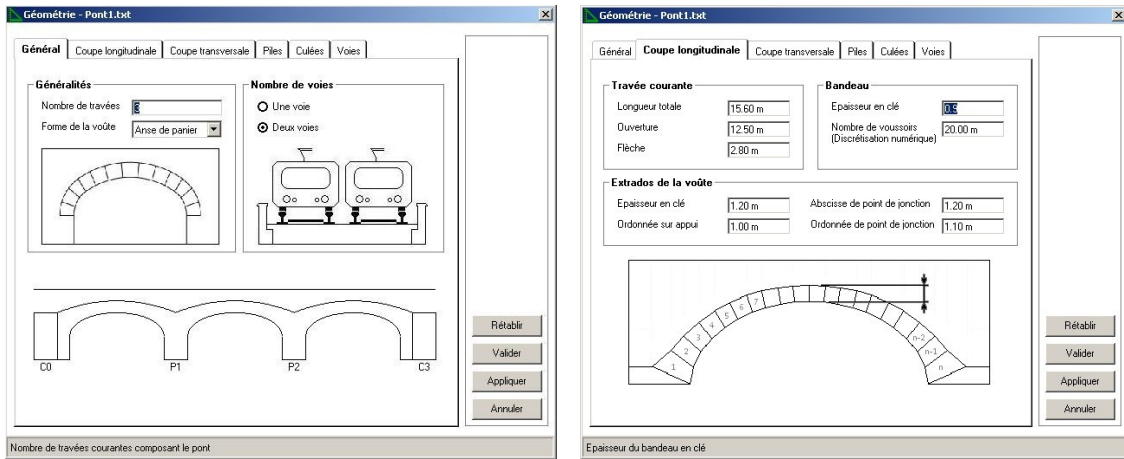 Géométrie - Pont1.txt
Général Coupe longitudinale Coupe transversale Piles Culées Voies
Généralités
Nombre de travées 3
Forme de la voûte Anse de panier
Nombre de voies
Une voie
Deux voies
C0 P1 P2 C3
Rétablir
Valider
Appliquer
Annuler
Nombre de travées courantes composant le pont
Géométrie - Pont1.txt
Général Coupe longitudinale Coupe transversale Piles Culées Voies
Travée courante
Longueur totale 15.60 m
Ouverture 12.50 m
Flèche 2.80 m
Bandeau
Epaisseur en clé 0.9
Nombre de voussoirs 20.00 m
(Discrétisation numérique)
Extrados de la voûte
Epaisseur en clé 1.20 m Abscisse de point de jonction 1.20 m
Ordonnée sur appui 1.00 m Ordonnée de point de jonction 1.10 m
1 2 3 4 5 6 7 n-2 n-1 n
Rétablir
Valider
Appliquer
Annuler
Epaisseur du bandeau en clé